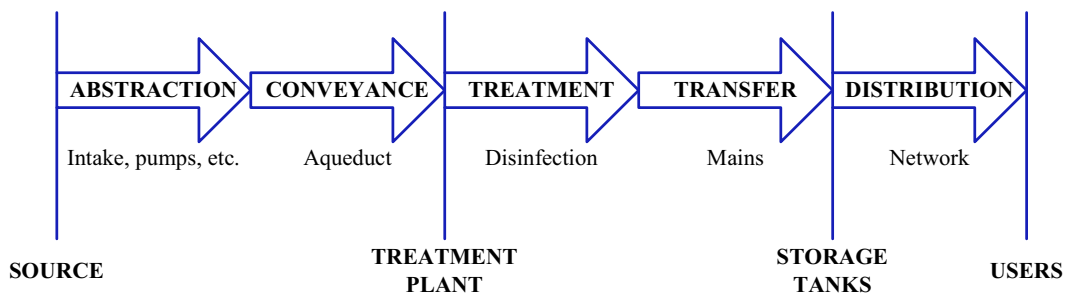 ABSTRACTION
CONVEYANCE
TREATMENT
TRANSFER
DISTRIBUTION
Intake, pumps, etc.
Aqueduct
Disinfection
Mains
Network
SOURCE
TREATMENT
PLANT
STORAGE
TANKS
USERS